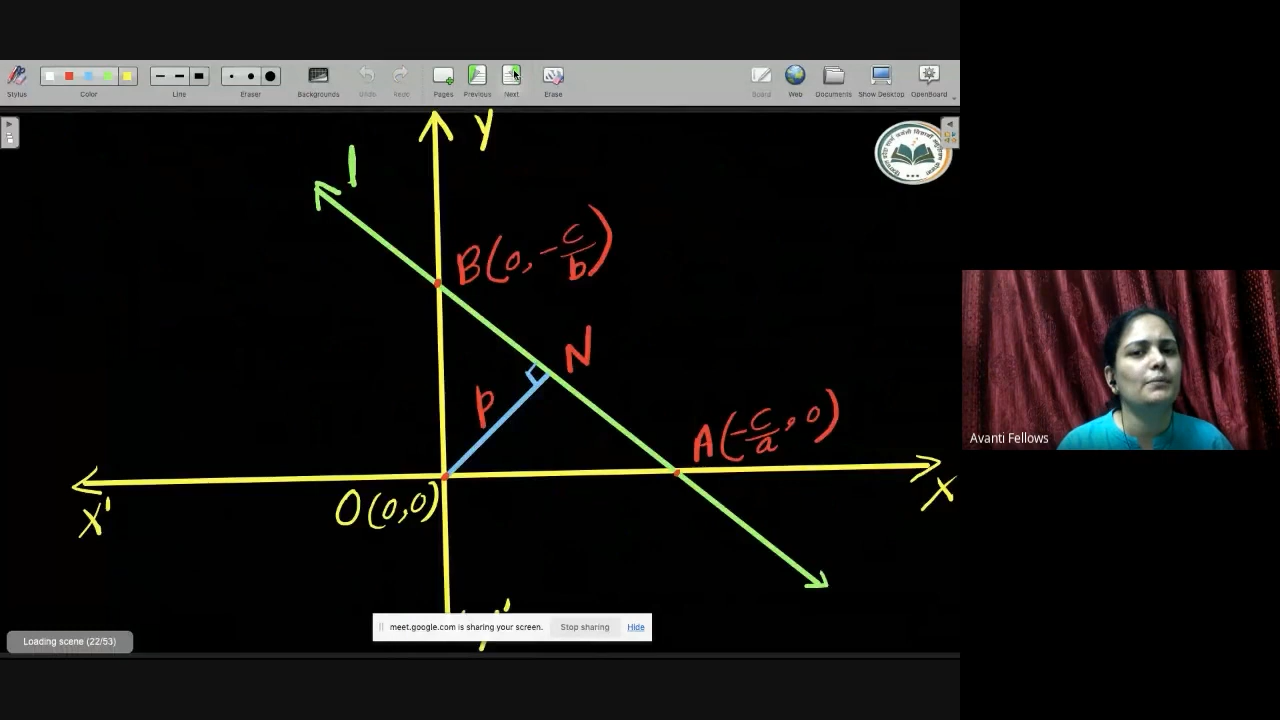 Stylus
Color
Line
Eraser
Backgrounds
Undo
Redo
Pages
Previous
Next
Erase
Board
Web
Documents
Show Desktop
OpenBoard
Y
l
B(0, -c/b)
N
p
A(-c/a, 0)
O(0,0)
X'
X
Avanti Fellows
meet.google.com is sharing your screen.
Stop sharing
Hide
Loading scene (22/53)